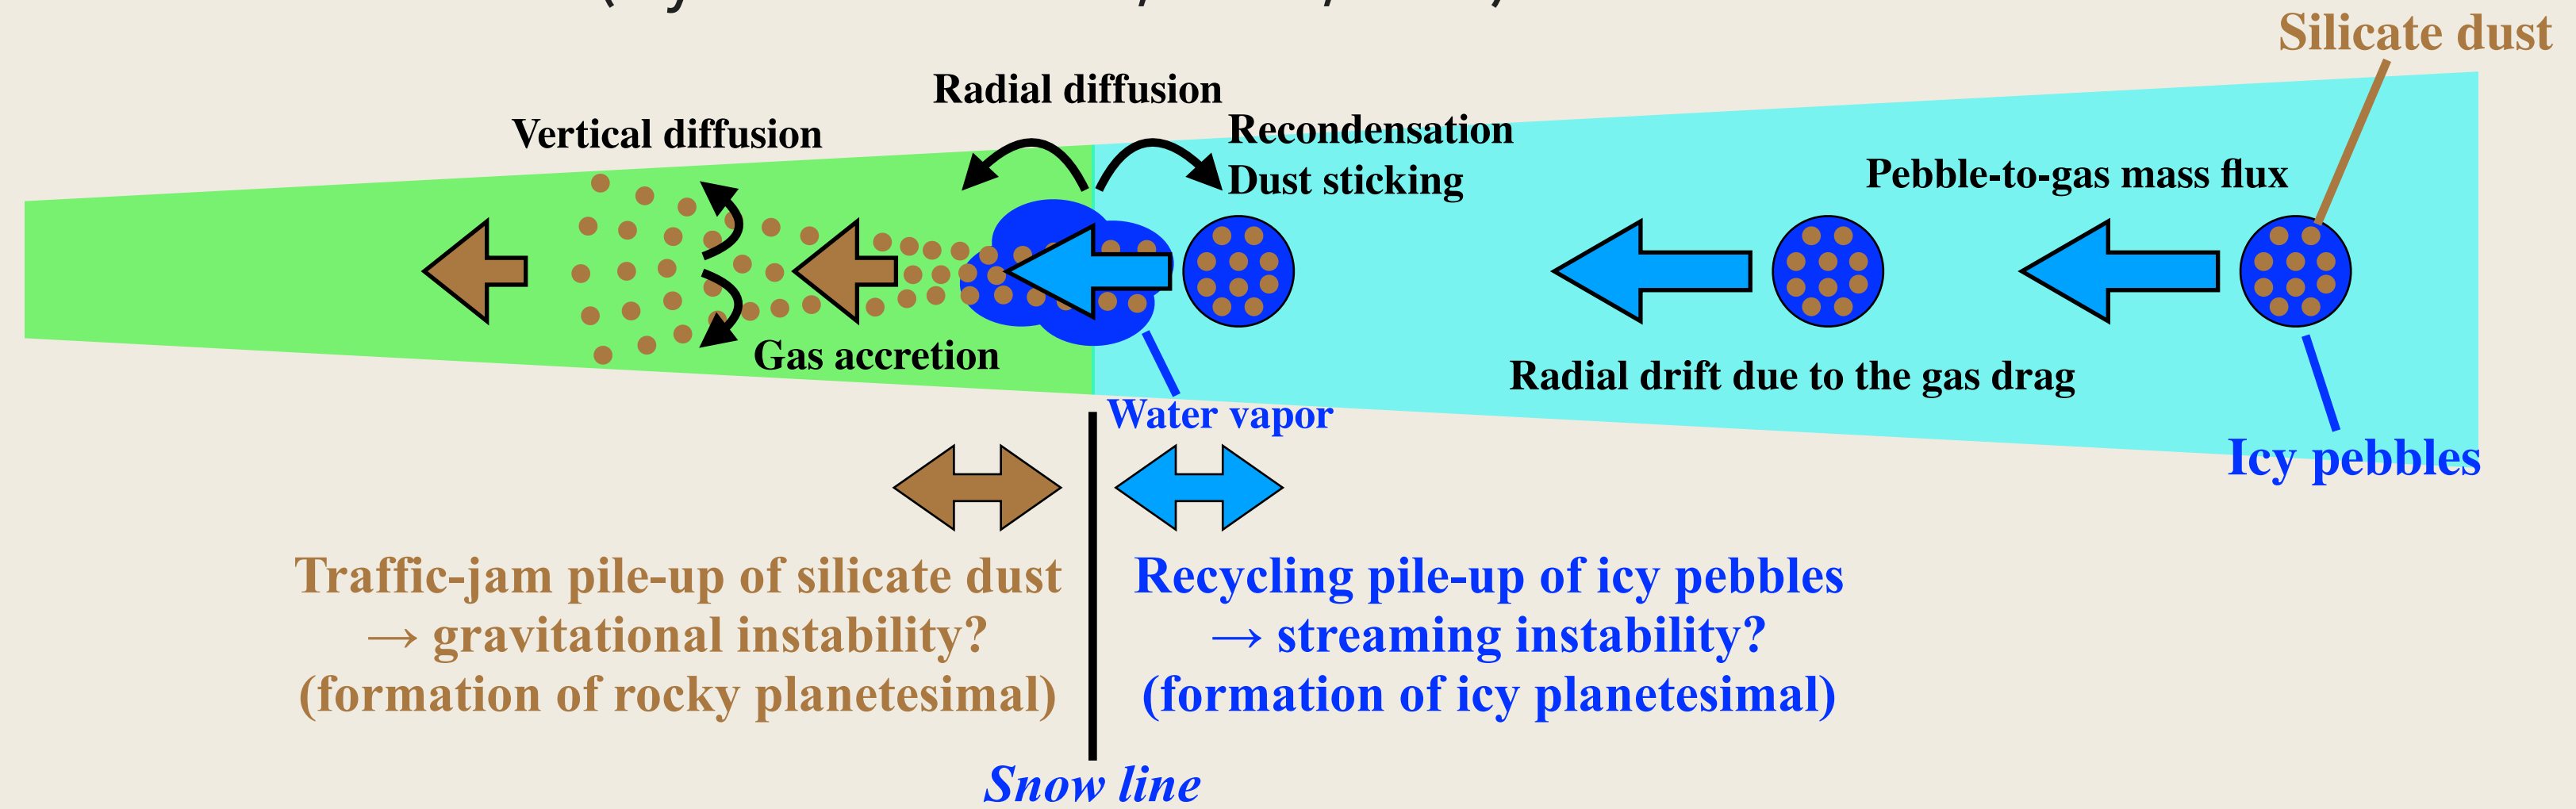 Silicate dust
Radial diffusion
Vertical diffusion
Recondensation
Dust sticking
Pebble-to-gas mass flux
Gas accretion
Radial drift due to the gas drag
Water vapor
Icy pebbles
Traffic-jam pile-up of silicate dust
→ gravitational instability?
(formation of rocky planetesimal)
Recycling pile-up of icy pebbles
→ streaming instability?
(formation of icy planetesimal)
Snow line